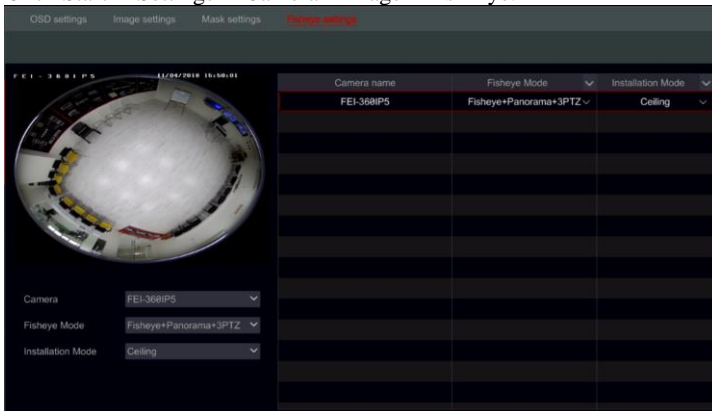 OSD settings Image settings Mask settings Fisheye settings
FEI-360IP5 11/04/2018 15:50:01
Camera name Fisheye Mode Installation Mode
FEI-360IP5 Fisheye+Panorama+3PTZ Ceiling
Camera FEI-360IP5
Fisheye Mode Fisheye+Panorama+3PTZ
Installation Mode Ceiling